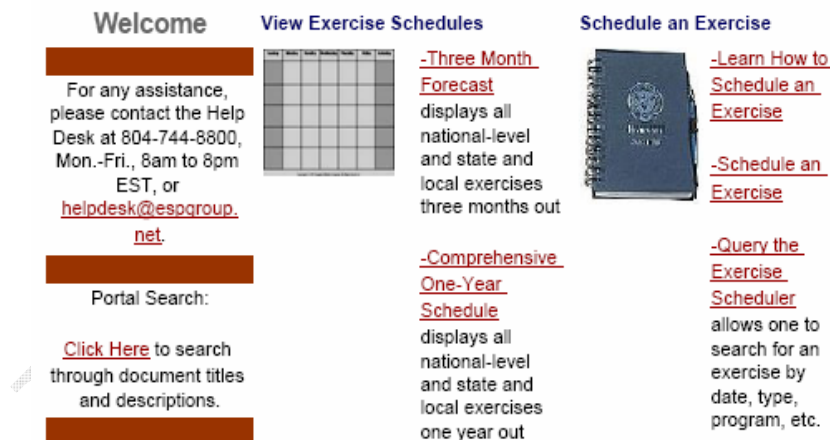 Welcome
For any assistance,
please contact the Help
Desk at 804-744-8800,
Mon.-Fri., 8am to 8pm
EST, or
helpdesk@espgroup.
net.
Portal Search:
Click Here to search
through document titles
and descriptions.
View Exercise Schedules
-Three Month
Forecast
displays all
national-level
and state and
local exercises
three months out
-Comprehensive
One-Year
Schedule
displays all
national-level
and state and
local exercises
one year out
Schedule an Exercise
-Learn How to
Schedule an
Exercise
-Schedule an
Exercise
-Query the
Exercise
Scheduler
allows one to
search for an
exercise by
date, type,
program, etc.